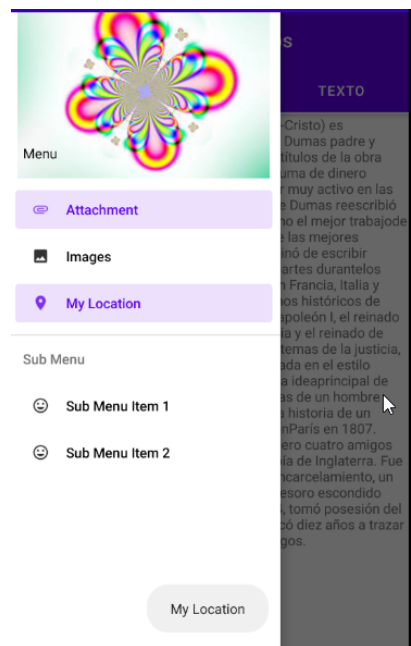 os
TEXTO
Menu
Attachment
Images
My Location
Sub Menu
Sub Menu Item 1
Sub Menu Item 2
My Location
-Cristo) es
Dumas padre y
títulos de la obra
uma de dinero
r muy activo en las
e Dumas reescribió
no el mejor trabajode
e las mejores
inó de escribir
artes durantelos
n Francia, Italia y
os históricos de
apoleón I, el reinado
ia y el reinado de
temas de la justicia,
ada en el estilo
a ideaprincipal de
as de un hombre
a historia de un
enParís en 1807.
ero cuatro amigos
ía de Inglaterra. Fue
ncarcelamiento, un
esoro escondido
, tomó posesión del
có diez años a trazar
gos.